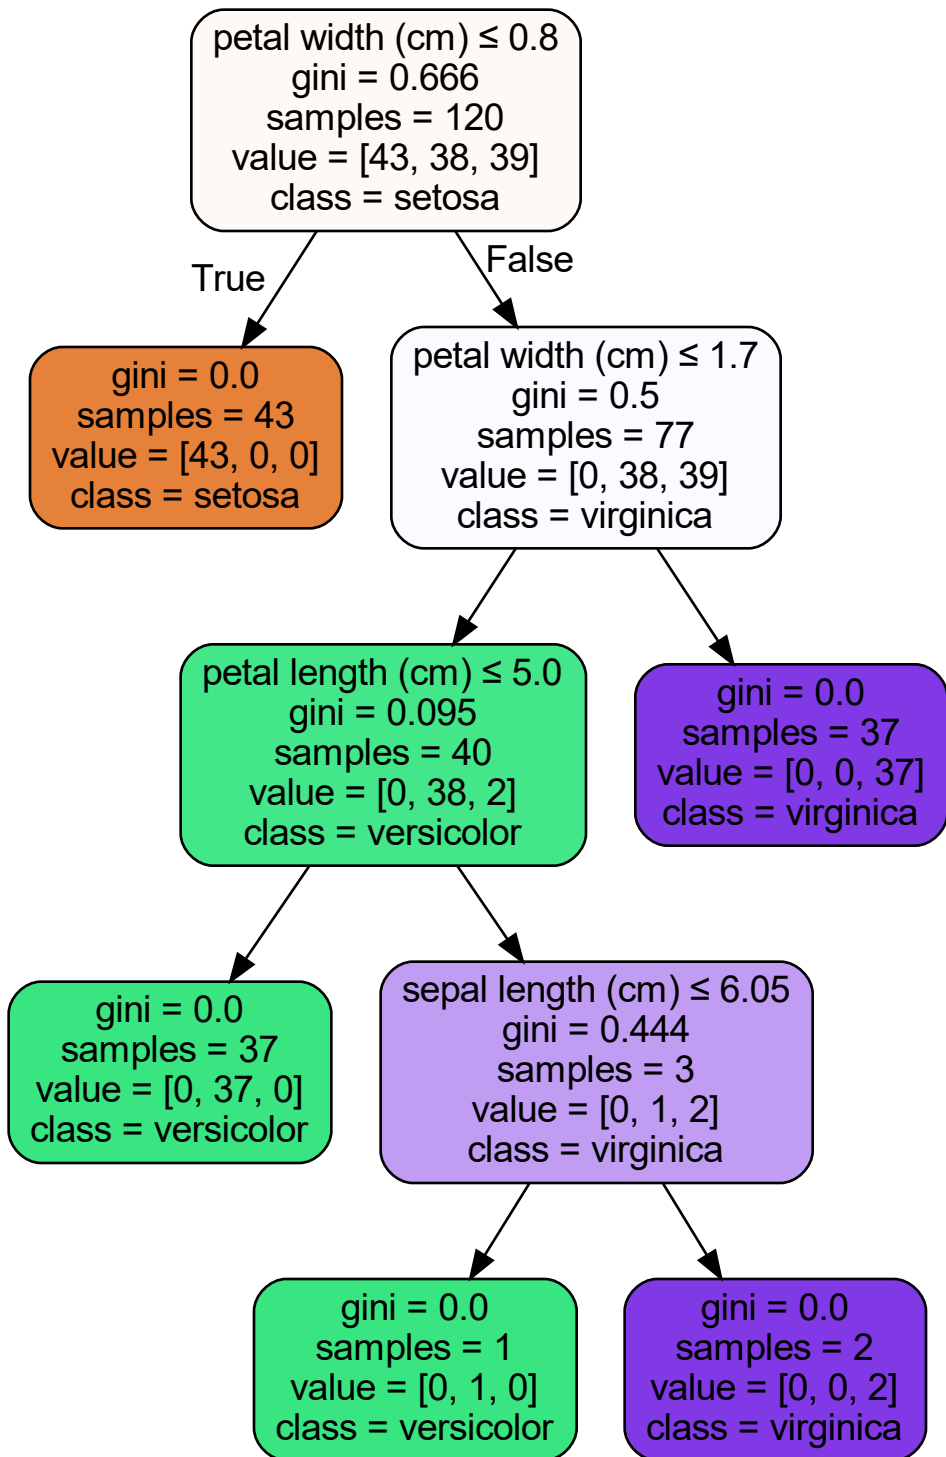 petal width (cm) ≤ 0.8
gini = 0.666
samples = 120
value = [43, 38, 39]
class = setosa
True
False
gini = 0.0
samples = 43
value = [43, 0, 0]
class = setosa
petal width (cm) ≤ 1.7
gini = 0.5
samples = 77
value = [0, 38, 39]
class = virginica
petal length (cm) ≤ 5.0
gini = 0.095
samples = 40
value = [0, 38, 2]
class = versicolor
gini = 0.0
samples = 37
value = [0, 0, 37]
class = virginica
gini = 0.0
samples = 37
value = [0, 37, 0]
class = versicolor
sepal length (cm) ≤ 6.05
gini = 0.444
samples = 3
value = [0, 1, 2]
class = virginica
gini = 0.0
samples = 1
value = [0, 1, 0]
class = versicolor
gini = 0.0
samples = 2
value = [0, 0, 2]
class = virginica